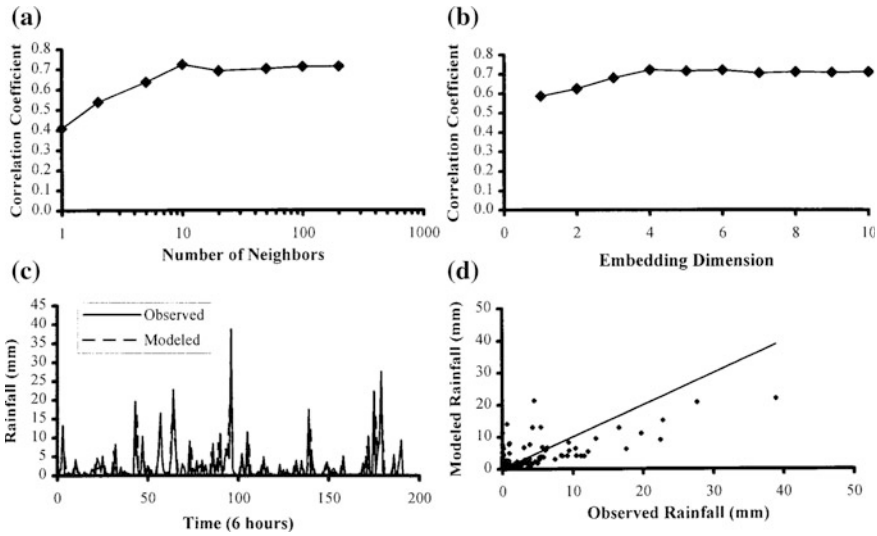 (a)
Correlation Coefficient
0.8
0.7
0.6
0.5
0.4
0.3
0.2
0.1
0.0
1 10 100 1000
Number of Neighbors
(b)
Correlation Coefficient
0.8
0.7
0.6
0.5
0.4
0.3
0.2
0.1
0.0
0 2 4 6 8 10
Embedding Dimension
(c)
Rainfall (mm)
45
40
35
30
25
20
15
10
5
0
Observed
Modeled
0 50 100 150 200
Time (6 hours)
(d)
Modeled Rainfall (mm)
50
40
30
20
10
0
0 10 20 30 40 50
Observed Rainfall (mm)